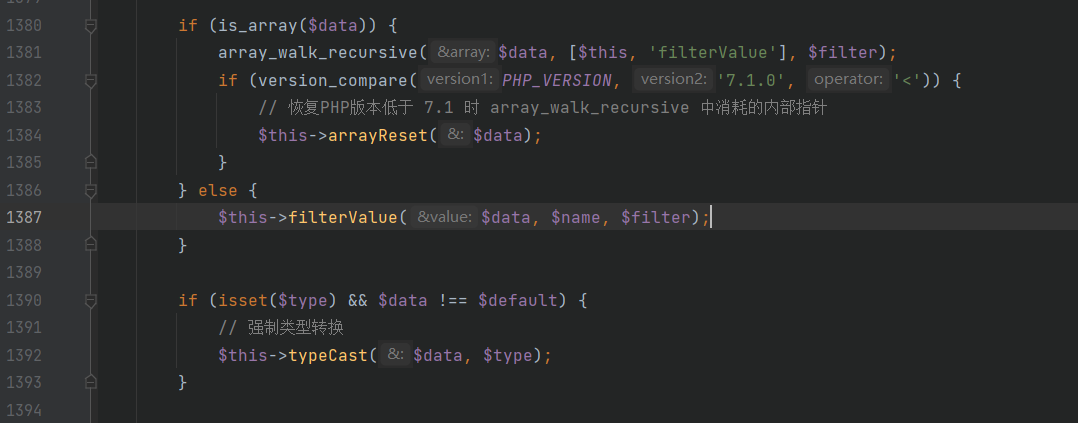 1380 if (is_array($data)) {
1381 array_walk_recursive( &array: $data, [$this, 'filterValue'], $filter);
1382 if (version_compare( version1: PHP_VERSION, version2: '7.1.0', operator: '<')) {
1383 // 恢复PHP版本低于 7.1 时 array_walk_recursive 中消耗的内部指针
1384 $this->arrayReset( &: $data);
1385 }
1386 } else {
1387 $this->filterValue( &value: $data, $name, $filter);
1388 }
1389
1390 if (isset($type) && $data !== $default) {
1391 // 强制类型转换
1392 $this->typeCast( &: $data, $type);
1393 }
1394